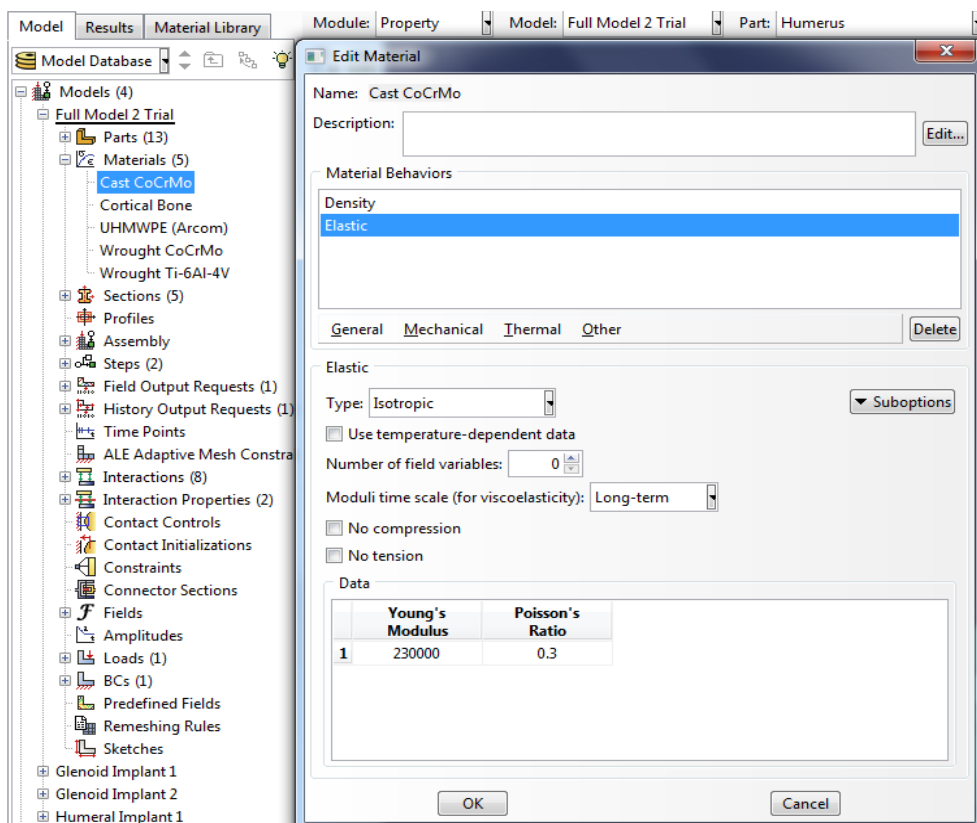 Model Results Material Library
Module: Property Model: Full Model 2 Trial Part: Humerus
Model Database
Models (4)
Full Model 2 Trial
Parts (13)
Materials (5)
Cast CoCrMo
Cortical Bone
UHMWPE (Arcom)
Wrought CoCrMo
Wrought Ti-6Al-4V
Sections (5)
Profiles
Assembly
Steps (2)
Field Output Requests (1)
History Output Requests (1)
Time Points
ALE Adaptive Mesh Constra
Interactions (8)
Interaction Properties (2)
Contact Controls
Contact Initializations
Constraints
Connector Sections
Fields
Amplitudes
Loads (1)
BCs (1)
Predefined Fields
Remeshing Rules
Sketches
Glenoid Implant 1
Glenoid Implant 2
Humeral Implant 1
Edit Material
Name: Cast CoCrMo
Description:
Edit...
Material Behaviors
Density
Elastic
General Mechanical Thermal Other Delete
Elastic
Type: Isotropic
Suboptions
Use temperature-dependent data
Number of field variables: 0
Moduli time scale (for viscoelasticity): Long-term
No compression
No tension
Data
Young's Poisson's
Modulus Ratio
1 230000 0.3
OK Cancel